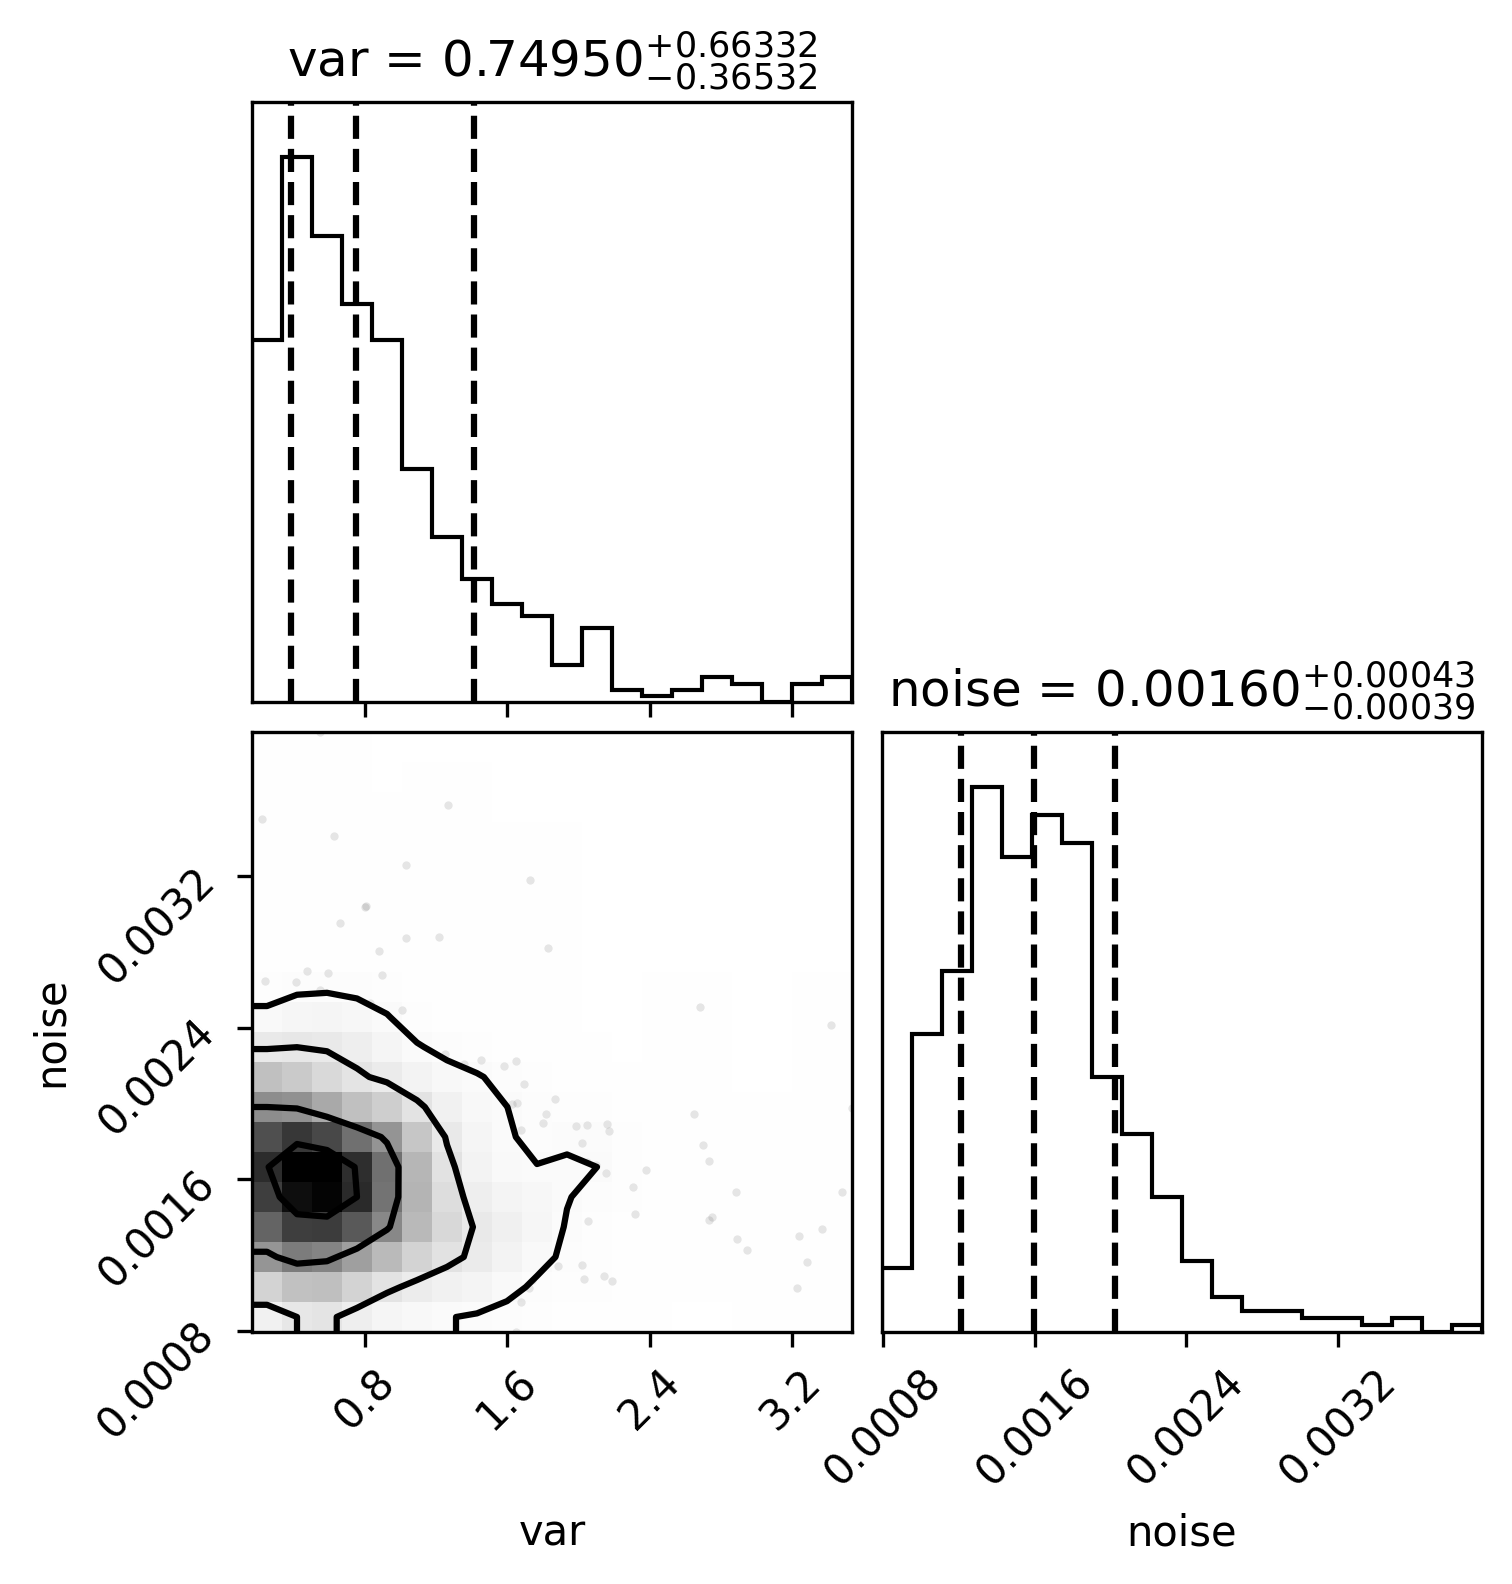 var = 0.74950 +0.66332 −0.36532
noise = 0.00160 +0.00043 −0.00039
noise
0.0032
0.0024
0.0016
0.0008
0.8 1.6 2.4 3.2
0.0008 0.0016 0.0024 0.0032
var
noise